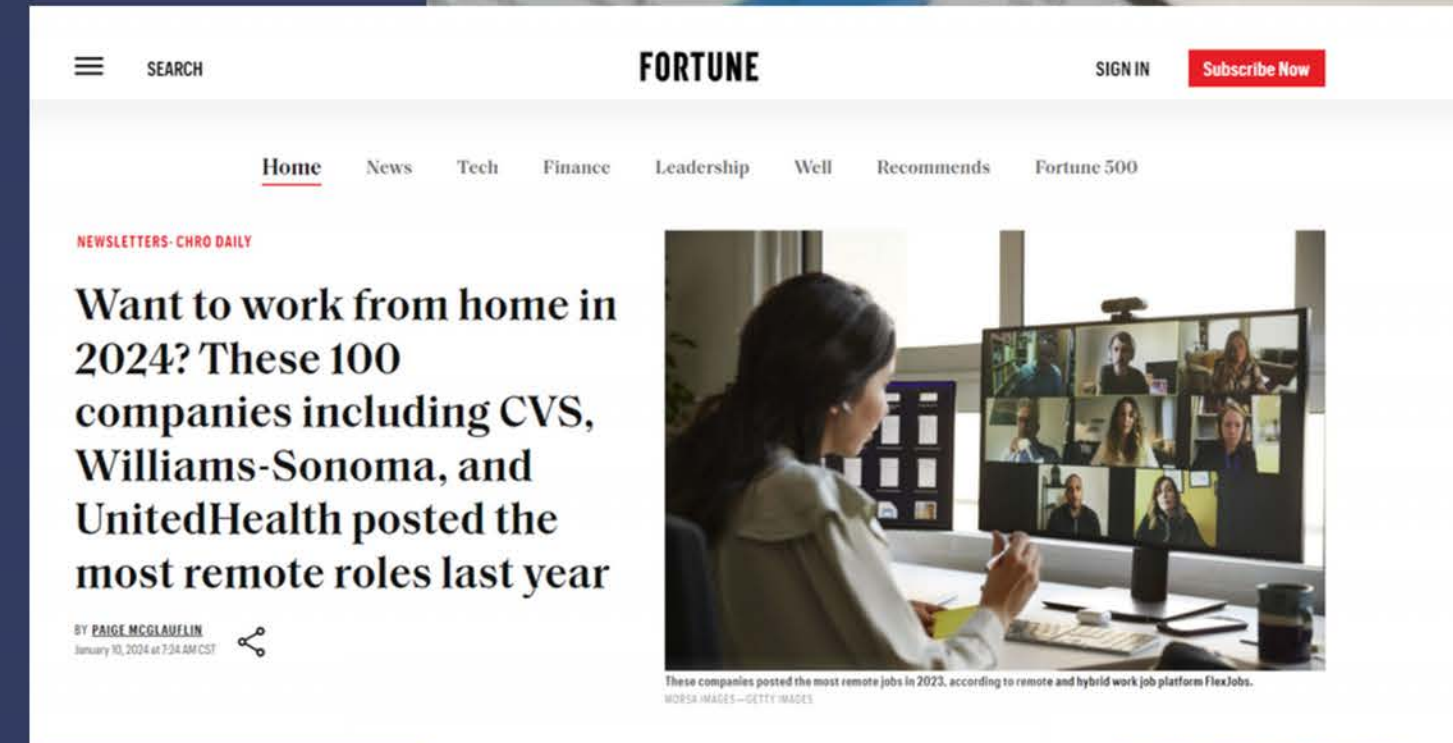 SEARCH
FORTUNE
SIGN IN
Subscribe Now
Home News Tech Finance Leadership Well Recommends Fortune 500
NEWSLETTERS- CHRO DAILY
Want to work from home in
2024? These 100
companies including CVS,
Williams-Sonoma, and
UnitedHealth posted the
most remote roles last year
BY PAIGE MCGLAUFLIN
January 10, 2024 at 7:34 AM CST
These companies posted the most remote jobs in 2023, according to remote and hybrid work job platform FlexJobs.
MORSA IMAGES—GETTY IMAGES